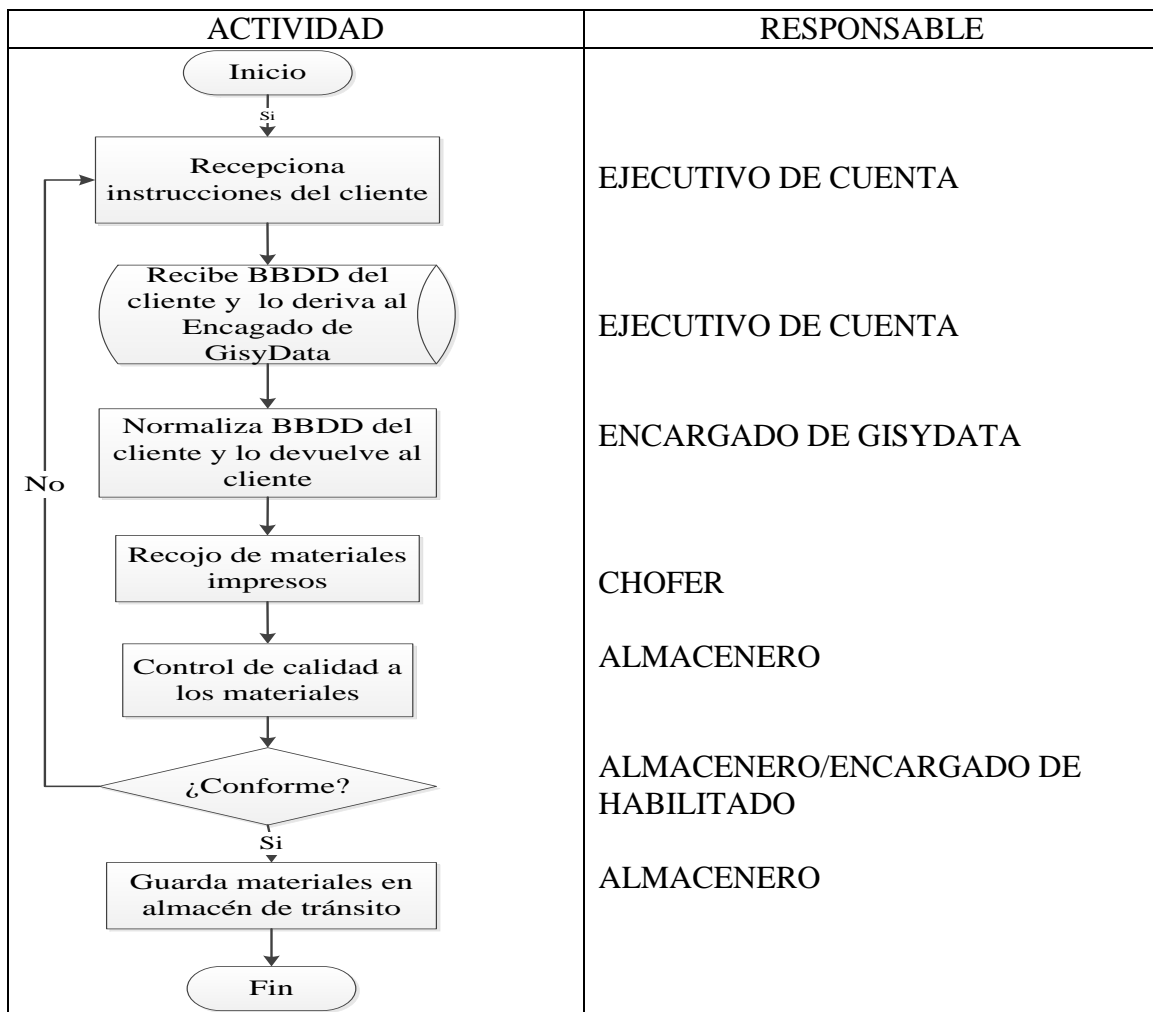 ACTIVIDAD
RESPONSABLE
Inicio
Si
Recepciona
instrucciones del cliente
EJECUTIVO DE CUENTA
Recibe BBDD del
cliente y lo deriva al
Encagado de
GisyData
EJECUTIVO DE CUENTA
Normaliza BBDD del
cliente y lo devuelve al
cliente
ENCARGADO DE GISYDATA
No
Recojo de materiales
impresos
CHOFER
Control de calidad a
los materiales
ALMACENERO
¿Conforme?
ALMACENERO/ENCARGADO DE
HABILITADO
Si
Guarda materiales en
almacén de tránsito
ALMACENERO
Fin